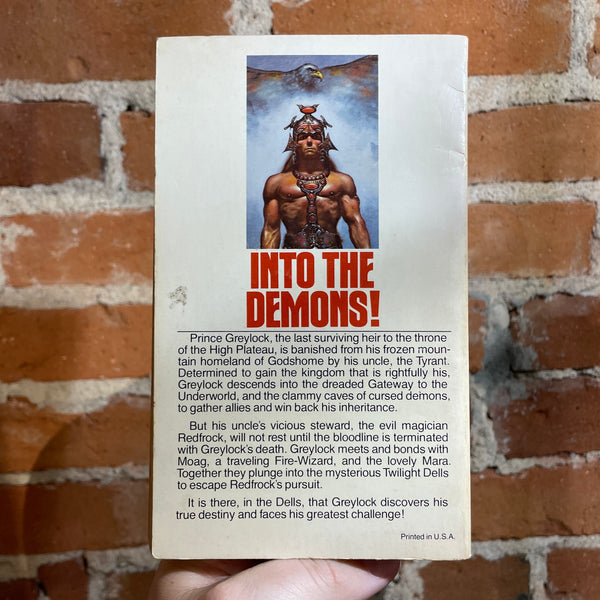 INTO THE
DEMONS!
Prince Greylock, the last surviving heir to the throne
of the High Plateau, is banished from his frozen moun-
tain homeland of Godshome by his uncle, the Tyrant.
Determined to gain the kingdom that is rightfully his,
Greylock descends into the dreaded Gateway to the
Underworld, and the clammy caves of cursed demons,
to gather allies and win back his inheritance.
But his uncle's vicious steward, the evil magician
Redfrock, will not rest until the bloodline is terminated
with Greylock's death. Greylock meets and bonds with
Moag, a traveling Fire-Wizard, and the lovely Mara.
Together they plunge into the mysterious Twilight Dells
to escape Redfrock's pursuit.
It is there, in the Dells, that Greylock discovers his
true destiny and faces his greatest challenge!
Printed in U.S.A.